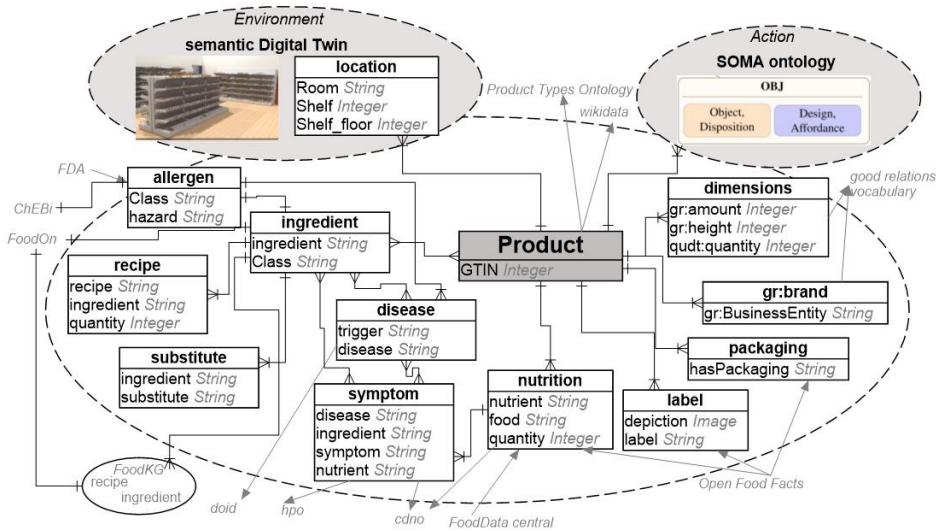 Environment
semantic Digital Twin
location
Room String
Shelf Integer
Shelf_floor Integer
Action
SOMA ontology
OBJ
Object,
Disposition
Design,
Affordance
Product Types Ontology
wikidata
FDA
ChEBi
FoodOn
allergen
Class String
hazard String
ingredient
ingredient String
Class String
recipe
recipe String
ingredient String
quantity Integer
substitute
ingredient String
substitute String
disease
trigger String
disease String
symptom
disease String
ingredient String
symptom String
nutrient String
Product
GTIN Integer
dimensions
gr:amount Integer
gr:height Integer
qudt:quantity Integer
good relations
vocabulary
gr:brand
gr:BusinessEntity String
packaging
hasPackaging String
nutrition
nutrient String
food String
quantity Integer
label
depiction Image
label String
FoodKG
recipe
ingredient
doid
hpo
cdno
FoodData central
Open Food Facts